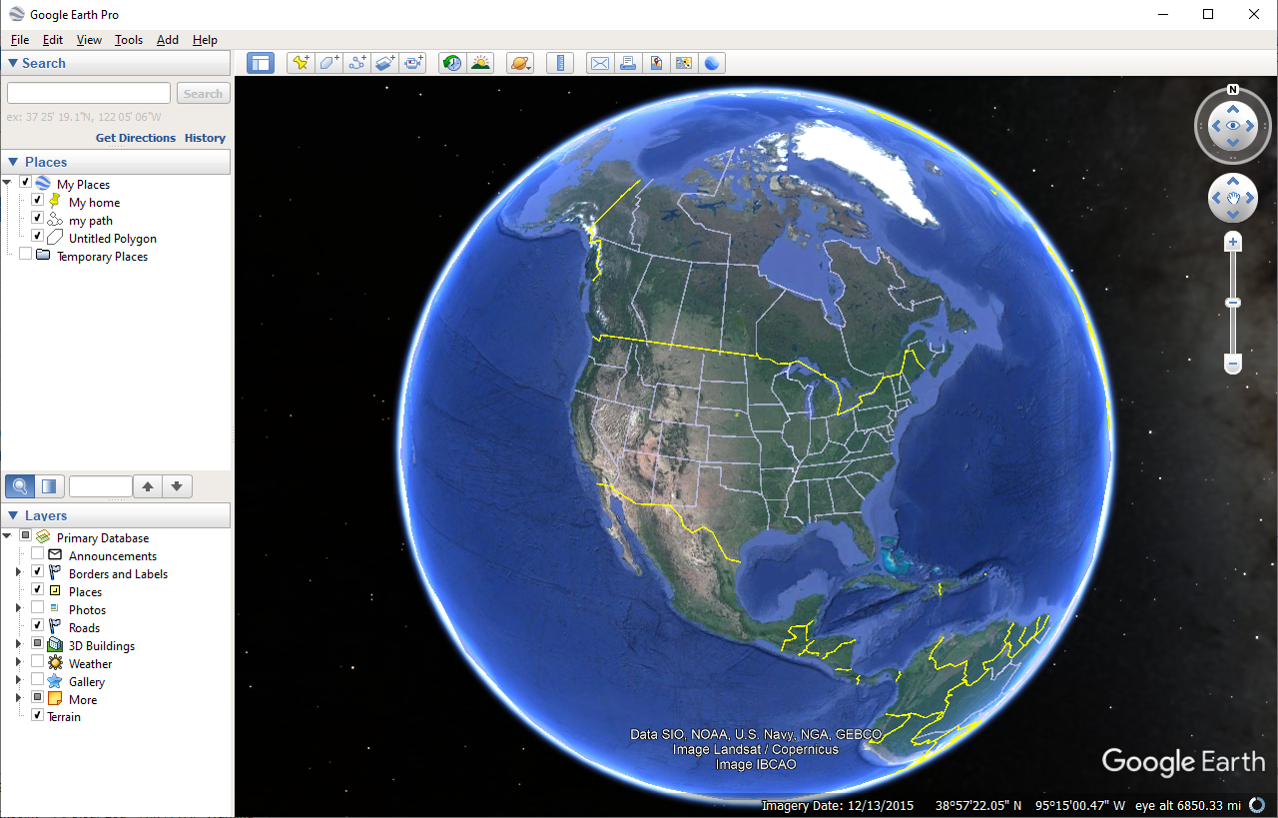 Google Earth Pro
File Edit View Tools Add Help
Search
Search
ex: 37 25' 19.1"N, 122 05' 06"W
Get Directions History
Places
My Places
My home
my path
Untitled Polygon
Temporary Places
Layers
Primary Database
Announcements
Borders and Labels
Places
Photos
Roads
3D Buildings
Weather
Gallery
More
Terrain
N
Data SIO, NOAA, U.S. Navy, NGA, GEBCO
Image Landsat / Copernicus
Image IBCAO
Google Earth
Imagery Date: 12/13/2015 38°57'22.05" N 95°15'00.47" W eye alt 6850.33 mi